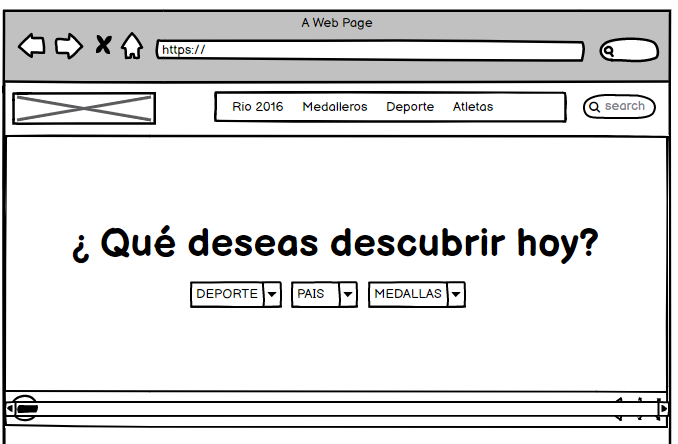 A Web Page
https://
Rio 2016 Medalleros Deporte Atletas
search
¿ Qué deseas descubrir hoy?
DEPORTE PAIS MEDALLAS